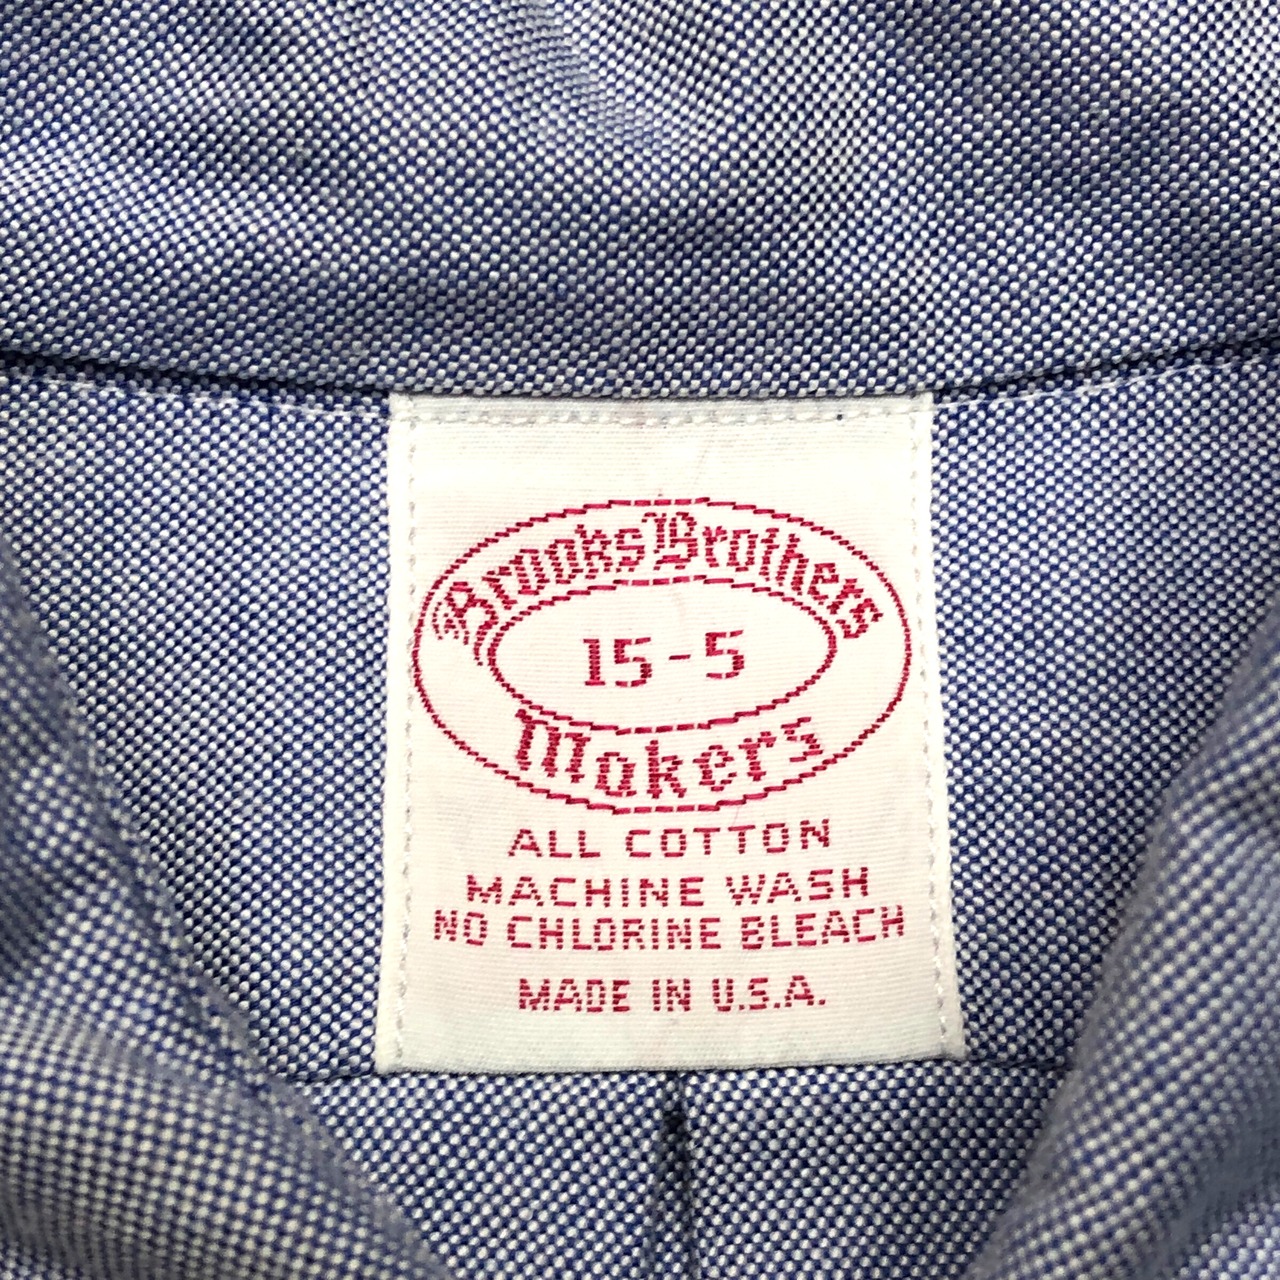 Brooks Brothers
15-5
Makers
ALL COTTON
MACHINE WASH
NO CHLORINE BLEACH
MADE IN U.S.A.